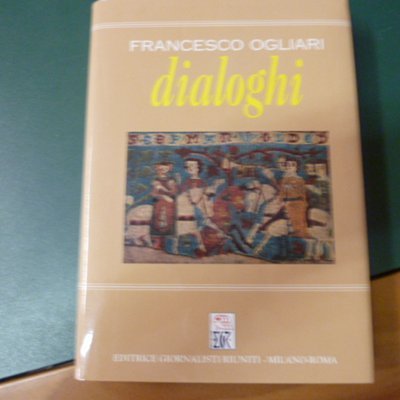 FRANCESCO OGLIARI
dialoghi
EDITRICE GIORNALISTI RIUNITI - MILANO-ROMA